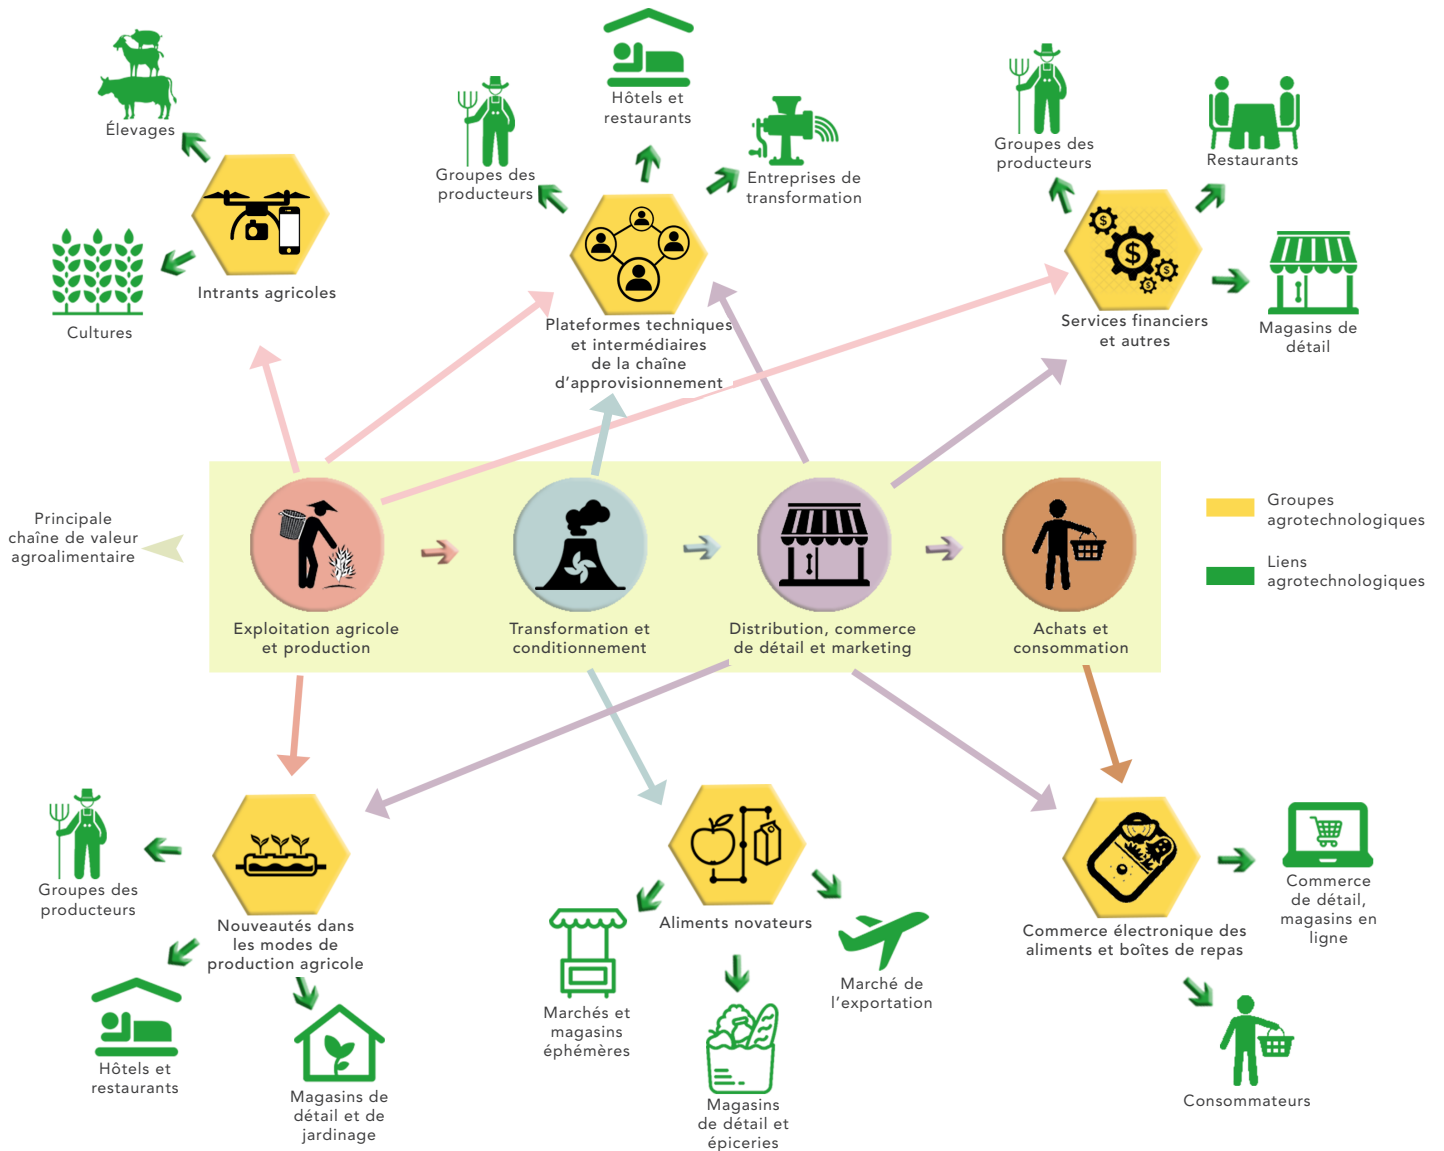 Élevages
Cultures
Intrants agricoles
Groupes des
producteurs
Hôtels et
restaurants
Entreprises de
transformation
Plateformes techniques
et intermédiaires
de la chaîne
d’approvisionnement
Groupes des
producteurs
Restaurants
Magasins de
détail
Services financiers
et autres
Principale
chaîne de valeur
agroalimentaire
Exploitation agricole
et production
Transformation et
conditionnement
Distribution, commerce
de détail et marketing
Achats et
consommation
Groupes
agrotechnologiques
Liens
agrotechnologiques
Groupes des
producteurs
Nouveautés dans
les modes de
production agricole
Hôtels et
restaurants
Magasins de
détail et de
jardinage
Aliments novateurs
Marchés et
magasins
éphémères
Magasins
de détail et
épiceries
Marché de
l’exportation
Commerce électronique des
aliments et boîtes de repas
Commerce
de détail,
magasins en
ligne
Consommateurs